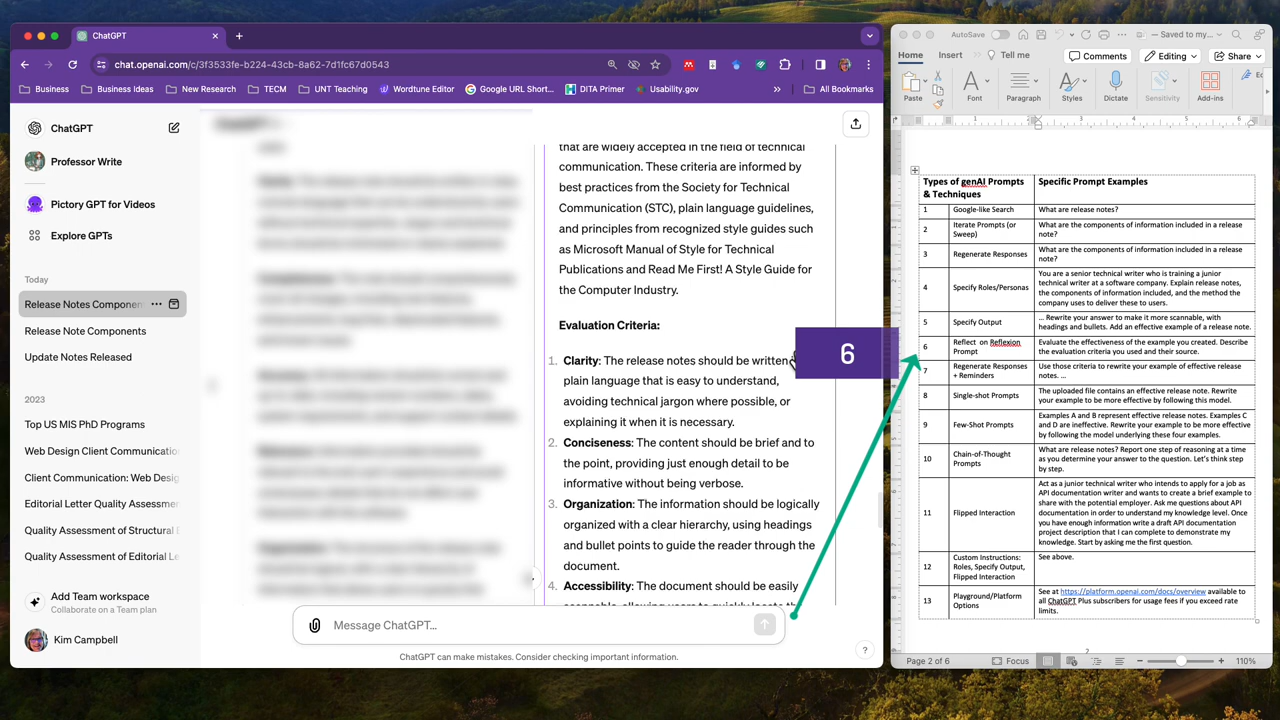 ChatGPT
chat.openai.com/c/5f0933fe-b224-43cb-8a62-7d1fc67d0543
Business
Business Ideas
New Research
TECM
UNT Teaching
Wordtune Editor
Google URL Short...
DITA Primer
Usability.gov
All Bookmarks
ChatGPT
Professor Write
Pictory GPT for Videos
Explore GPTs
Today
Release Notes Componen
Release Note Components
Update Notes Released
2023
Top US MIS PhD Programs
Web Design Client Communicatio
Client Communication: Web Desig
Editorial Letter Quality Assessmen
Quality Assessment of Structural E
Quality Assessment of Editorial Le
Add Team workspace
Collaborate on a Team plan
Kim Campbell
that are widely accepted in the field of technical
communication. These criteria are informed by
best practices from the Society for Technical
Communication (STC), plain language guidelines,
and principles from recognized style guides such
as Microsoft Manual of Style for Technical
Publications and Read Me First! A Style Guide for
the Computer Industry.
Evaluation Criteria:
1. Clarity: The release notes should be written
plain language that is easy to understand,
avoiding technical jargon where possible, or
explaining it when it is necessary.
2. Conciseness: The content should be brief and to
the point, providing just enough detail to be
informative without being verbose.
3. Organization: The information should be logically
organized with a clear hierarchy, using headings
and bullet points to guide the reader through the
document.
4. Accessibility: The document should be easily
Message ChatGPT...
ChatGPT can make mistakes. Consider checking important information.
?
6
AutoSave
— Saved to my...
Home
Insert
Tell me
Comments
Editing
Share
Paste
Font
Paragraph
Styles
Dictate
Sensitivity
Add-ins
1 2 3 4 5 6
Types of genAI Prompts
& Techniques
Specific Prompt Examples
1 Google-like Search What are release notes?
2 Iterate Prompts (or
Sweep)
What are the components of information included in a release
note?
3 Regenerate Responses
What are the components of information included in a release
note?
4 Specify Roles/Personas
You are a senior technical writer who is training a junior
technical writer at a software company. Explain release notes,
the components of information included, and the method the
company uses to deliver these to users.
5 Specify Output
... Rewrite your answer to make it more scannable, with
headings and bullets. Add an effective example of a release note.
6 Reflect on Reflexion
Prompt
Evaluate the effectiveness of the example you created. Describe
the evaluation criteria you used and their source.
7 Regenerate Responses
+ Reminders
Use those criteria to rewrite your example of effective release
notes. ...
8 Single-shot Prompts
The uploaded file contains an effective release note. Rewrite
your example to be more effective by following this model.
9 Few-Shot Prompts
Examples A and B represent effective release notes. Examples C
and D are ineffective. Rewrite your example to be more effective
by following the model underlying these four examples.
10 Chain-of-Thought
Prompts
What are release notes? Report one step of reasoning at a time
as you determine your answer to the question. Let's think step
by step.
11 Flipped Interaction
Act as a junior technical writer who intends to apply for a job as
API documentation writer and wants to create a brief example to
share with the potential employer. Ask me questions about API
documentation in order to understand my knowledge level. Once
you have enough information write a draft API documentation
project description that I can complete to demonstrate my
knowledge. Start by asking me the first question.
12 Custom Instructions:
Roles, Specify Output,
Flipped Interaction
See above.
13 Playground/Platform
Options
See at https://platform.openai.com/docs/overview available to
all ChatGPT Plus subscribers for usage fees if you exceed rate
limits.
2
Page 2 of 6
Focus
110%